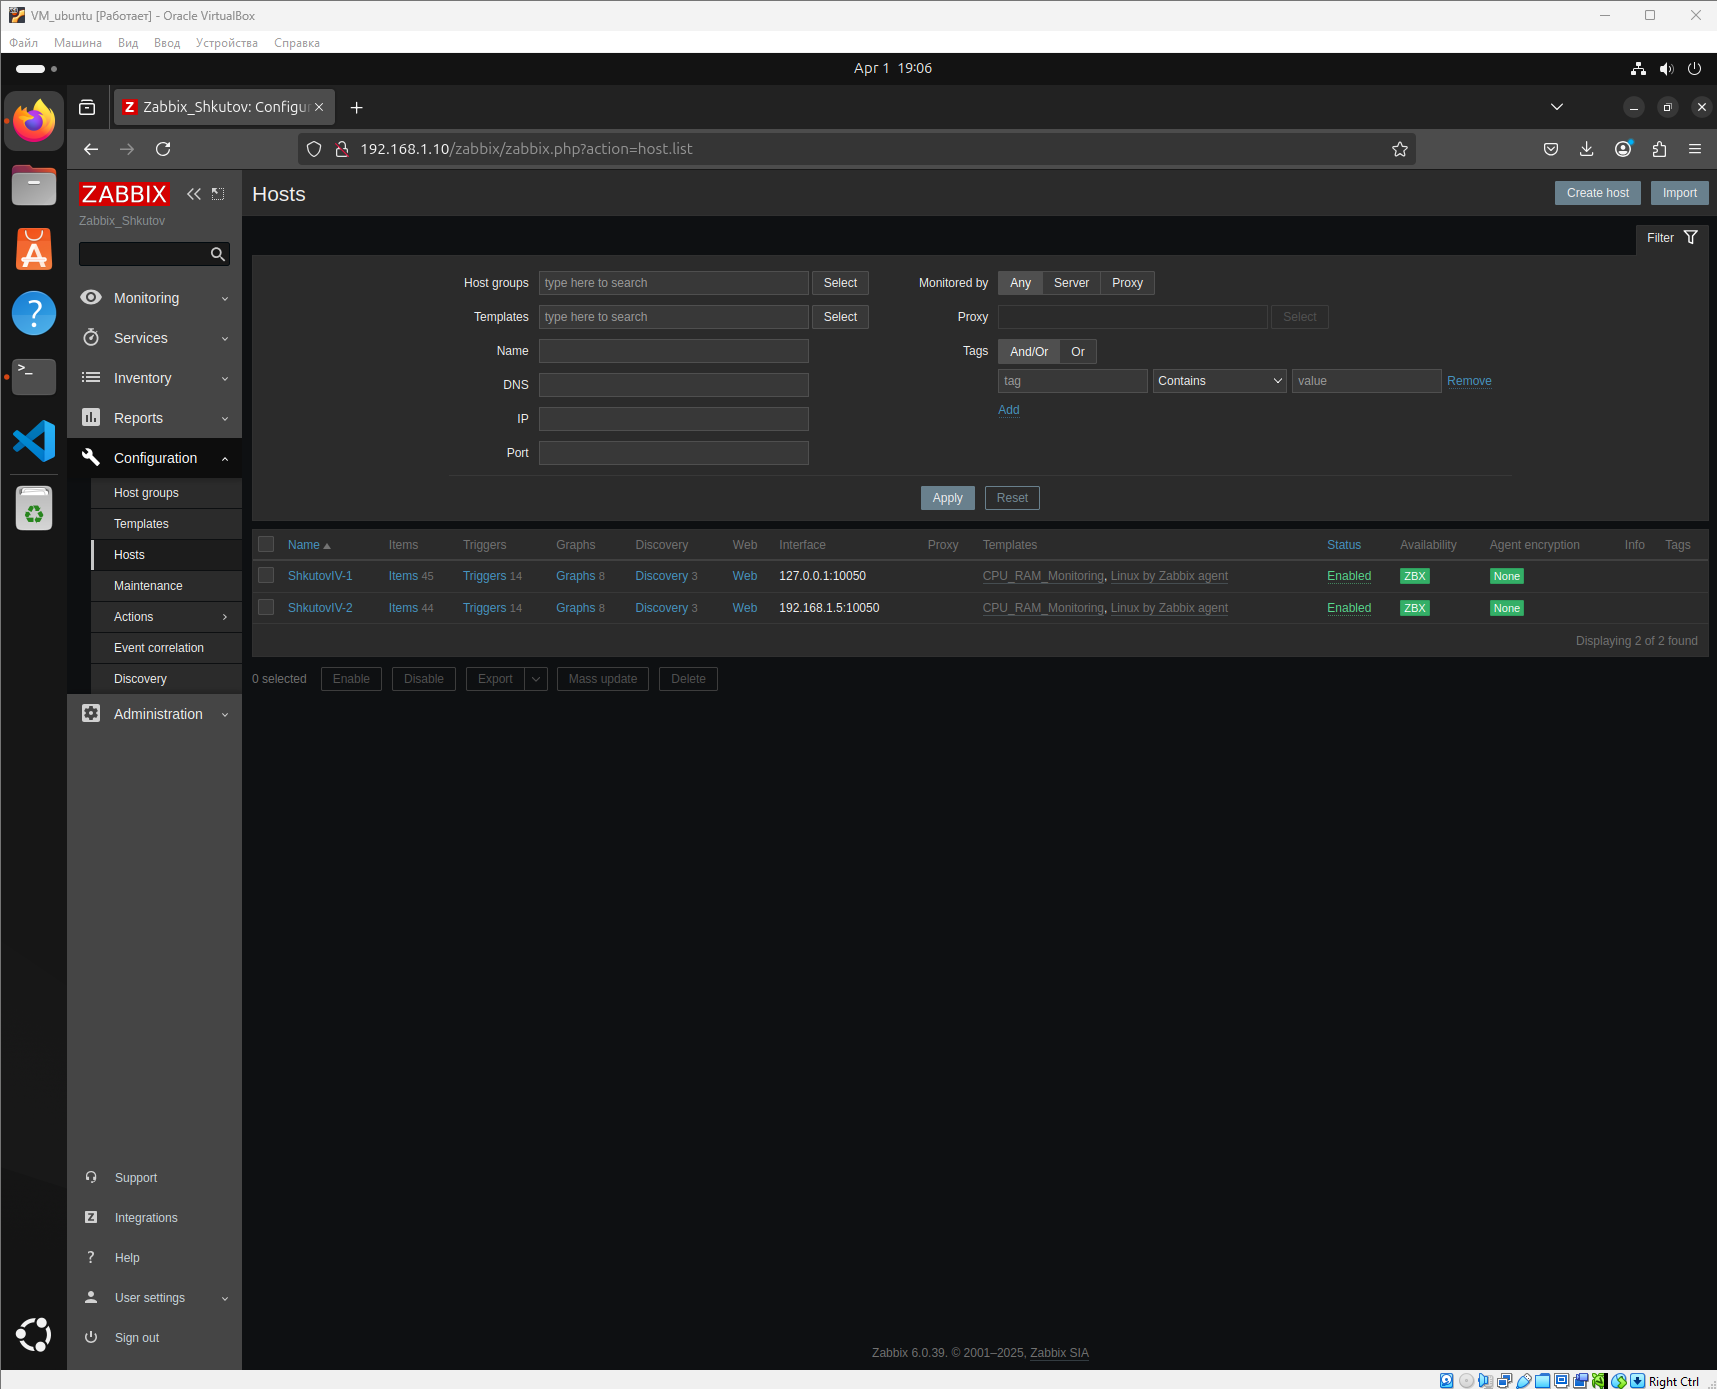 VM_ubuntu [Работает] - Oracle VirtualBox
Файл Машина Вид Ввод Устройства Справка
Apr 1 19:06
Z Zabbix_Shkutov: Configur
192.168.1.10/zabbix/zabbix.php?action=host.list
ZABBIX
Zabbix_Shkutov
Monitoring
Services
Inventory
Reports
Configuration
Host groups
Templates
Hosts
Maintenance
Actions
Event correlation
Discovery
Administration
Support
Integrations
Help
User settings
Sign out
Hosts
Create host Import
Filter
Host groups type here to search Select
Templates type here to search Select
Name
DNS
IP
Port
Monitored by Any Server Proxy
Proxy Select
Tags And/Or Or
tag Contains value Remove
Add
Apply Reset
Name Items Triggers Graphs Discovery Web Interface Proxy Templates Status Availability Agent encryption Info Tags
ShkutovIV-1 Items 45 Triggers 14 Graphs 8 Discovery 3 Web 127.0.0.1:10050 CPU_RAM_Monitoring, Linux by Zabbix agent Enabled ZBX None
ShkutovIV-2 Items 44 Triggers 14 Graphs 8 Discovery 3 Web 192.168.1.5:10050 CPU_RAM_Monitoring, Linux by Zabbix agent Enabled ZBX None
Displaying 2 of 2 found
0 selected Enable Disable Export Mass update Delete
Zabbix 6.0.39. © 2001–2025, Zabbix SIA
Right Ctrl